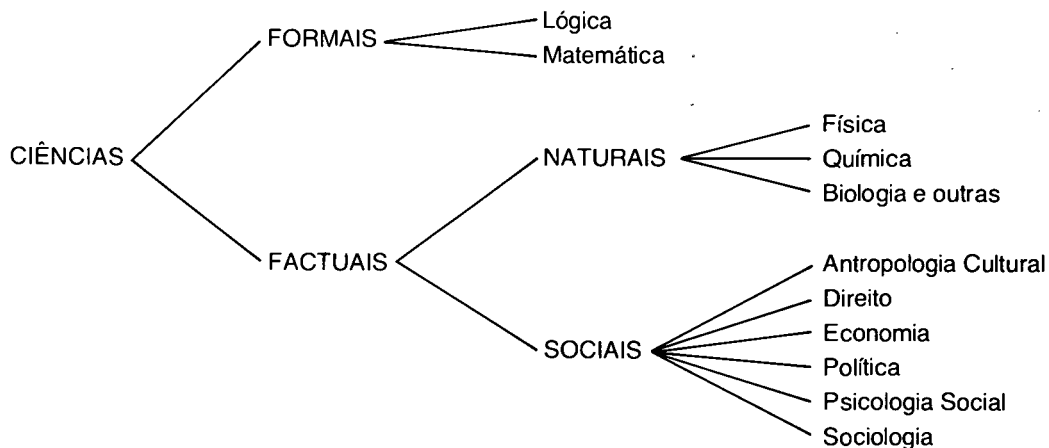 Lógica
FORMAIS
Matemática
Física
CIÊNCIAS
NATURAIS
Química
Biologia e outras
FACTUAIS
Antropologia Cultural
Direito
Economia
SOCIAIS
Política
Psicologia Social
Sociologia